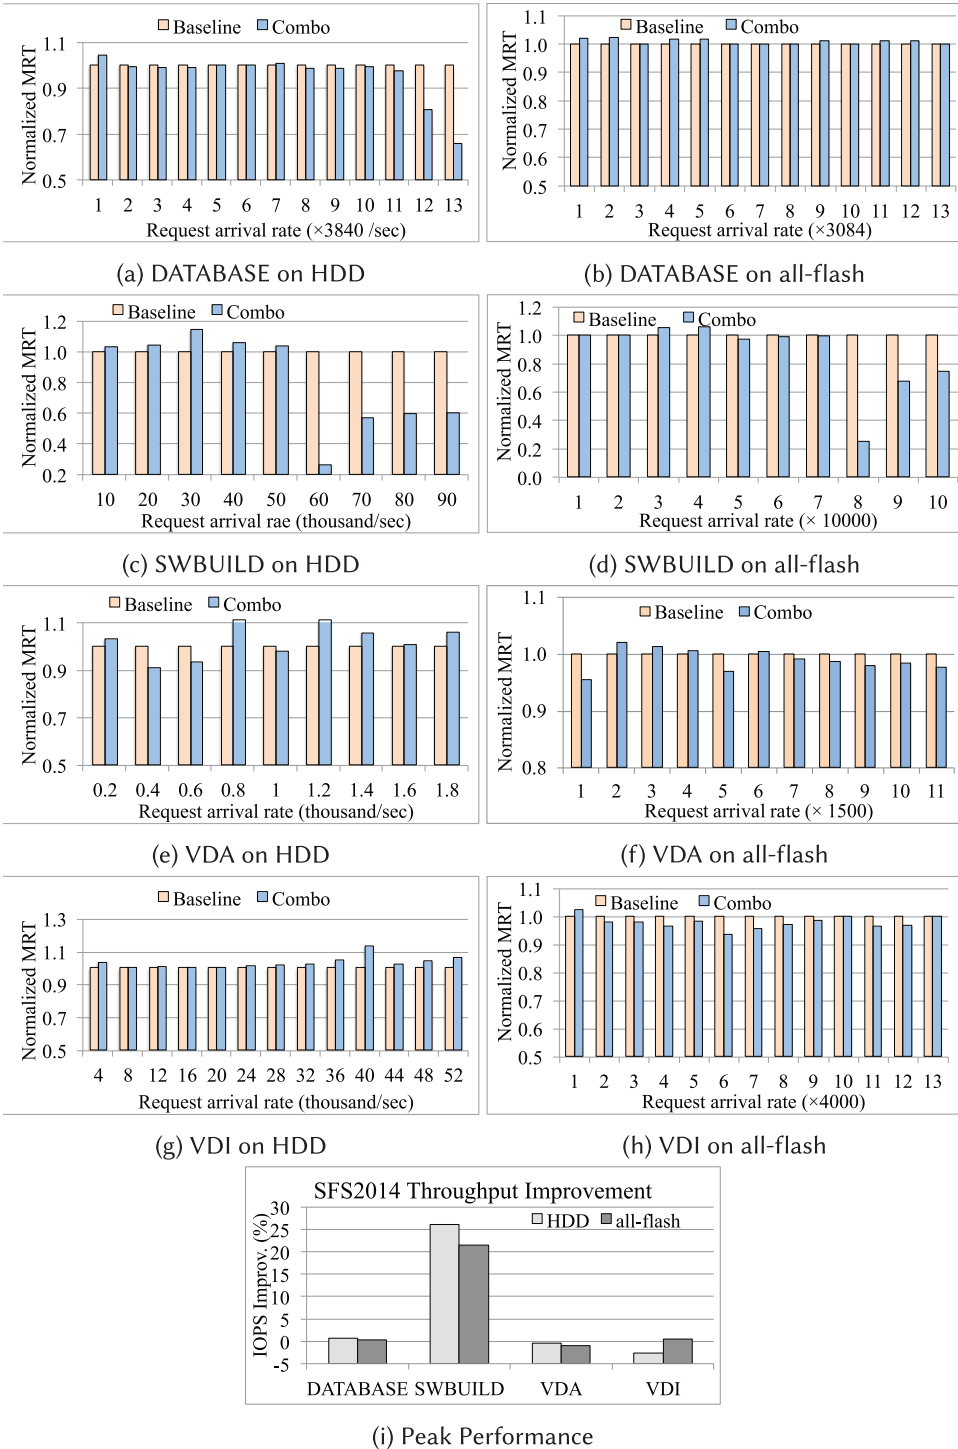 Baseline Combo
Normalized MRT
1.1
0.9
0.7
0.5
1 2 3 4 5 6 7 8 9 10 11 12 13
Request arrival rate (×3840 /sec)
(a) DATABASE on HDD
1.1
Baseline Combo
Normalized MRT
1.0
0.9
0.8
0.7
0.6
0.5
1 2 3 4 5 6 7 8 9 10 11 12 13
Request arrival rate (×3084)
(b) DATABASE on all-flash
Baseline Combo
Normalized MRT
1.2
1.0
0.8
0.6
0.4
0.2
10 20 30 40 50 60 70 80 90
Request arrival rae (thousand/sec)
(c) SWBUILD on HDD
1.2
Baseline Combo
Normalized MRT
1.0
0.8
0.6
0.4
0.2
0.0
1 2 3 4 5 6 7 8 9 10
Request arrival rate (× 10000)
(d) SWBUILD on all-flash
Baseline Combo
Normalized MRT
1.1
0.9
0.7
0.5
0.2 0.4 0.6 0.8 1 1.2 1.4 1.6 1.8
Request arrival rate (thousand/sec)
(e) VDA on HDD
1.1
Baseline Combo
Normalized MRT
1.0
0.9
0.8
1 2 3 4 5 6 7 8 9 10 11
Request arrival rate (× 1500)
(f) VDA on all-flash
Baseline Combo
Normalized MRT
1.3
1.1
0.9
0.7
0.5
4 8 12 16 20 24 28 32 36 40 44 48 52
Request arrival rate (thousand/sec)
(g) VDI on HDD
1.1
Baseline Combo
Normalized MRT
1.0
0.9
0.8
0.7
0.6
0.5
1 2 3 4 5 6 7 8 9 10 11 12 13
Request arrival rate (×4000)
(h) VDI on all-flash
SFS2014 Throughput Improvement
HDD all-flash
IOPS Improv. (%)
30
25
20
15
10
5
0
-5
DATABASE SWBUILD VDA VDI
(i) Peak Performance